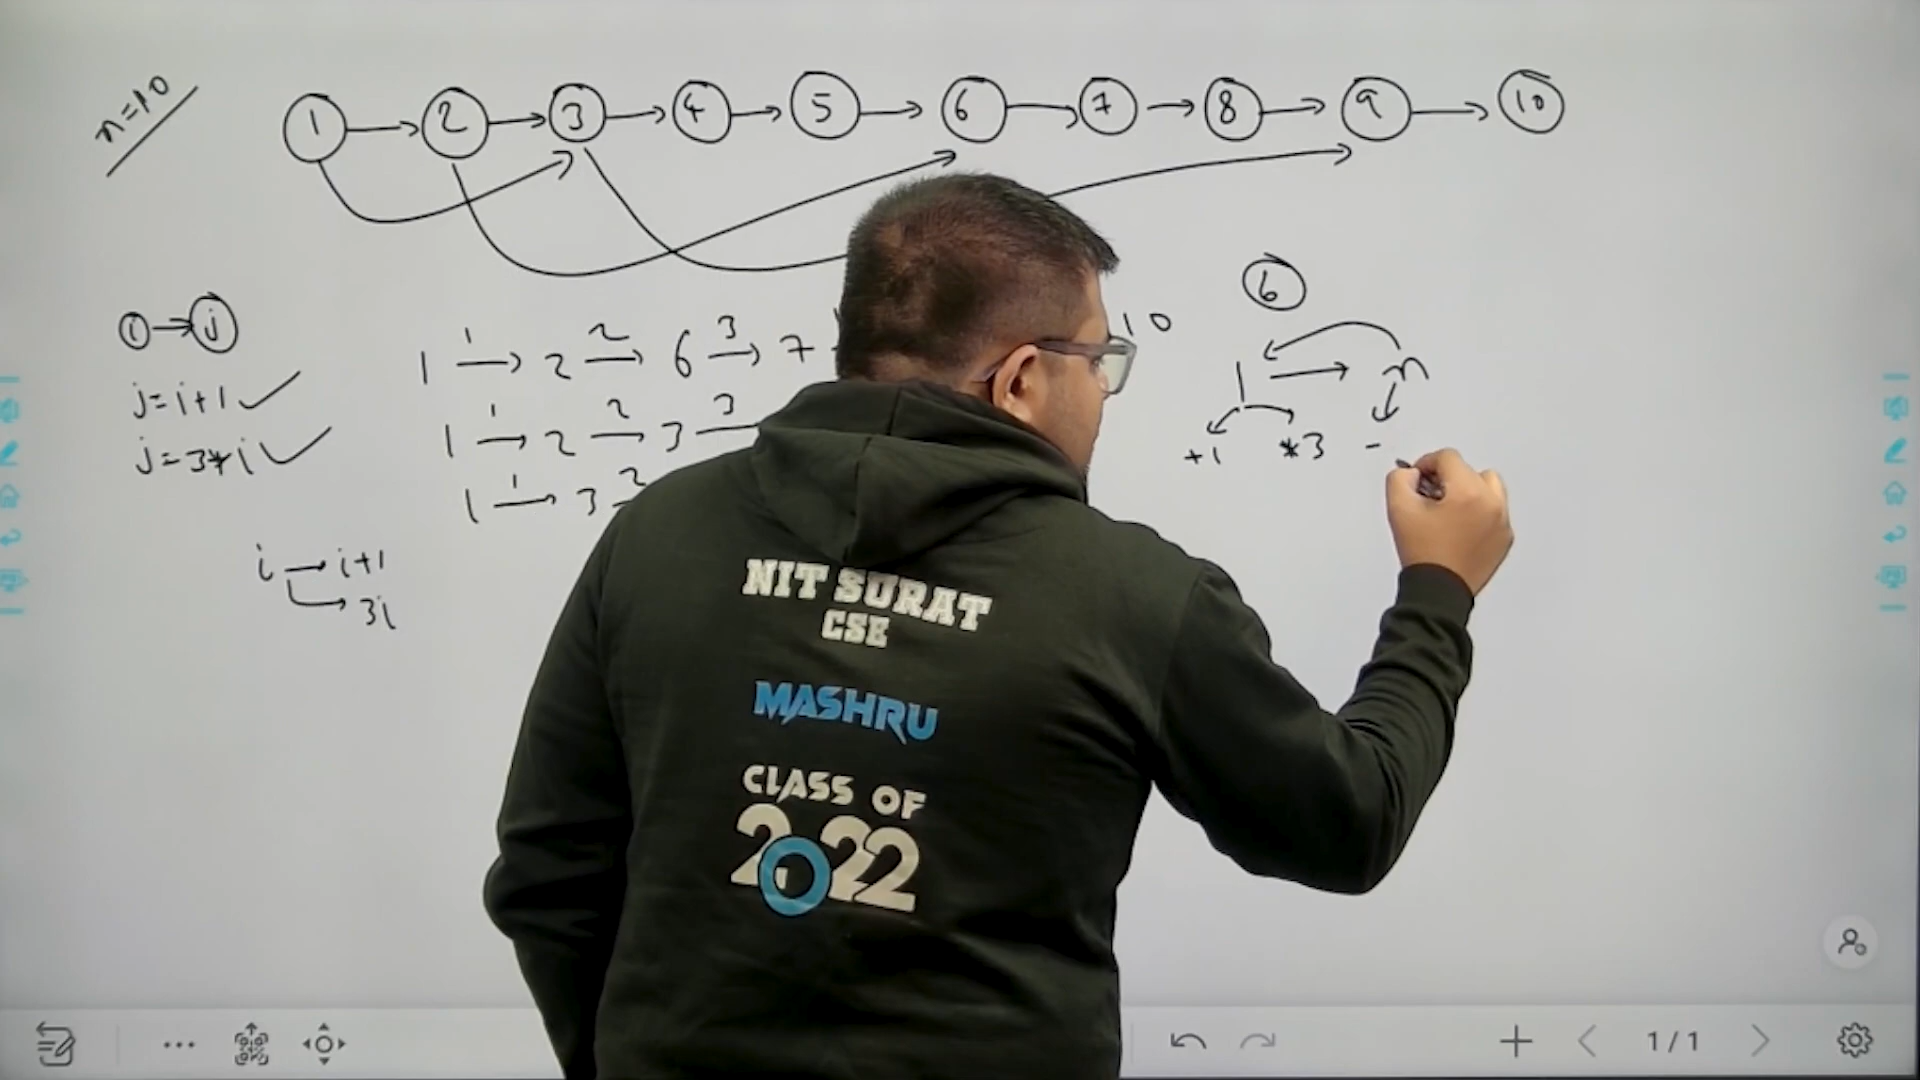 n=10
1 → 2 → 3 → 4 → 5 → 6 → 7 → 8 → 9 → 10
i → j
j=i+1 ✓
j=3*i ✓
i → i+1
3i
1 →¹ 2 →² 6 →³ 7
10
1 →¹ 2 →² 3 →³
1 →¹ 3 2
6
1 → n
+1 *3 -
NIT SURAT
CSE
MASHRU
CLASS OF
2022
1/1